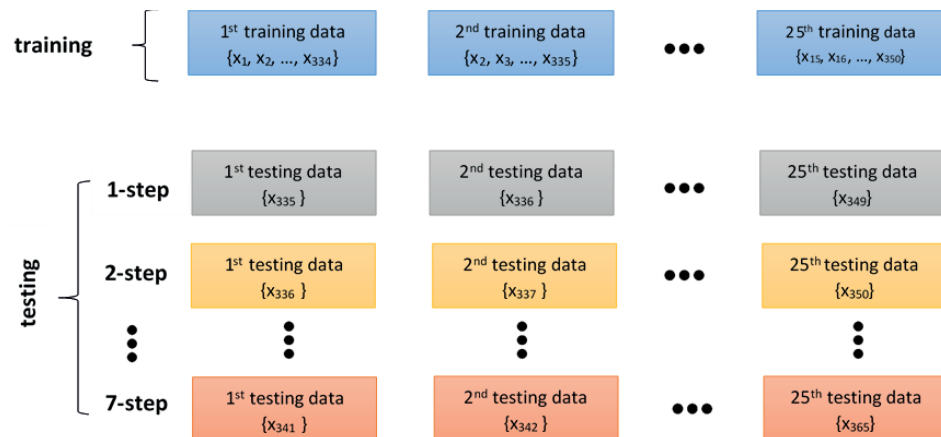 training
1st training data
{x1, x2, ..., x334}
2nd training data
{x2, x3, ..., x335}
25th training data
{x15, x16, ..., x350}
testing
1-step
1st testing data
{x335 }
2nd testing data
{x336 }
25th testing data
{x349}
2-step
1st testing data
{x336 }
2nd testing data
{x337 }
25th testing data
{x350}
7-step
1st testing data
{x341 }
2nd testing data
{x342 }
25th testing data
{x365}